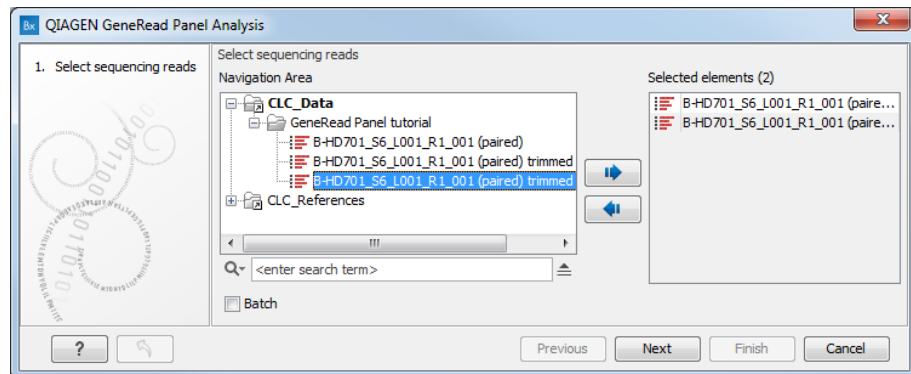 Bx QIAGEN GeneRead Panel Analysis
x
1. Select sequencing reads
Select sequencing reads
Navigation Area
CLC_Data
GeneRead Panel tutorial
B-HD701_S6_L001_R1_001 (paired)
B-HD701_S6_L001_R1_001 (paired) trimmed
B-HD701_S6_L001_R1_001 (paired) trimmed
CLC_References
<enter search term>
Batch
Selected elements (2)
B-HD701_S6_L001_R1_001 (paire...
B-HD701_S6_L001_R1_001 (paire...
?
Previous
Next
Finish
Cancel